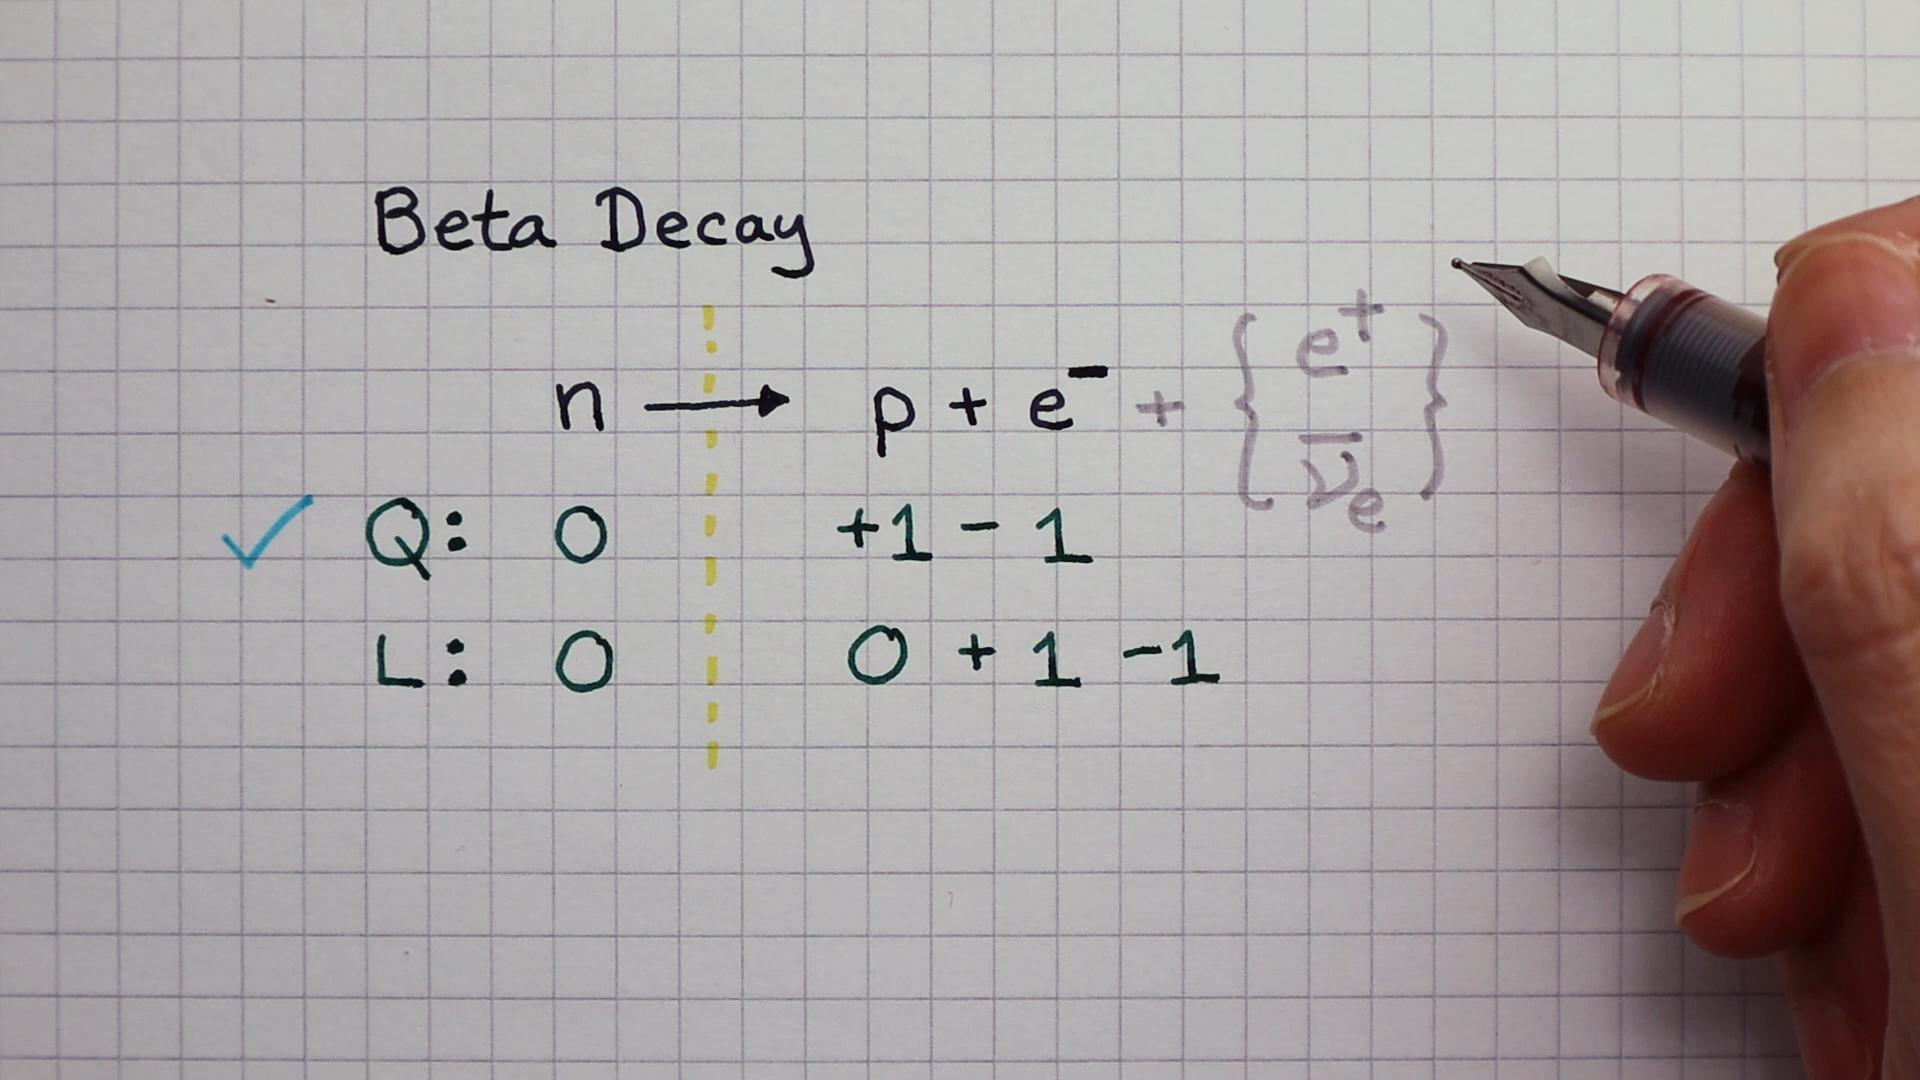 Beta Decay
n → p + e⁻ + { e⁺ ν̅ₑ }
✓ Q: 0 +1 - 1
L: 0 0 + 1 -1